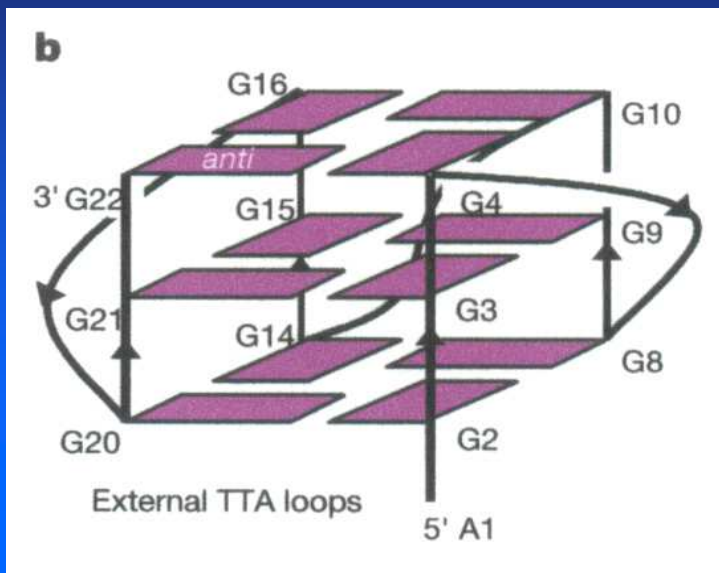 b
G16
G10
anti
3' G22
G15
G4
G9
G21
G14
G3
G8
G20
G2
External TTA loops
5' A1